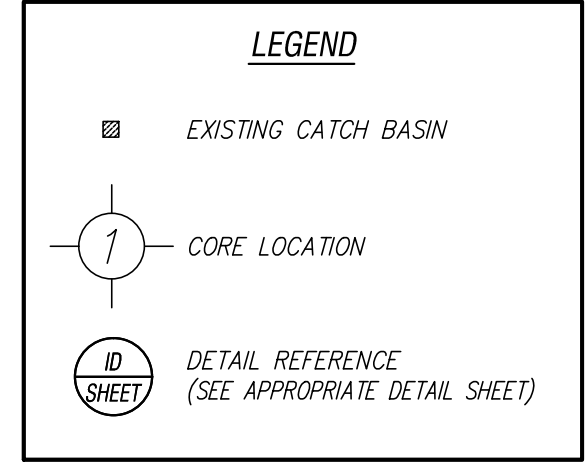 LEGEND
EXISTING CATCH BASIN
1
CORE LOCATION
ID
SHEET
DETAIL REFERENCE
(SEE APPROPRIATE DETAIL SHEET)